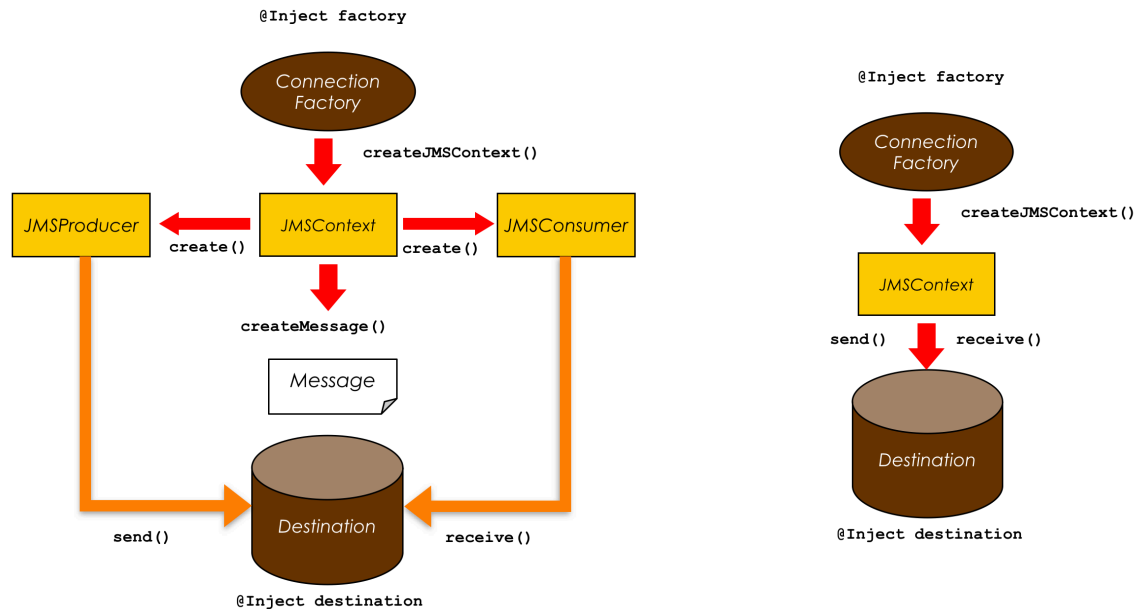 @Inject factory
Connection
Factory
createJMSContext()
JMSProducer
create()
JMSContext
create()
JMSConsumer
createMessage()
Message
Destination
send()
receive()
@Inject destination
@Inject factory
Connection
Factory
createJMSContext()
JMSContext
send()
receive()
Destination
@Inject destination